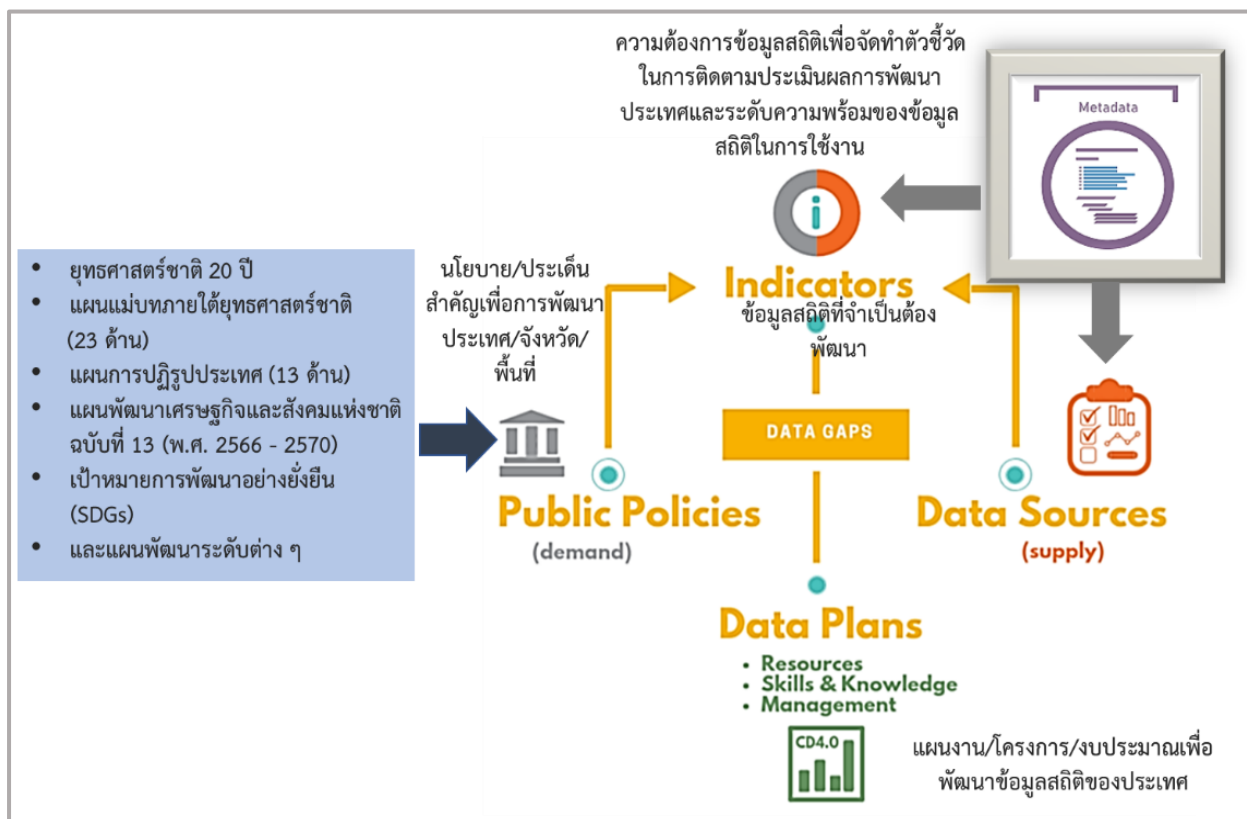 ความต้องการข้อมูลสถิติเพื่อจัดทำตัวชี้วัด
ในการติดตามประเมินผลการพัฒนา
ประเทศและระดับความพร้อมของข้อมูล
สถิติในการใช้งาน
Metadata
• ยุทธศาสตร์ชาติ 20 ปี
• แผนแม่บทภายใต้ยุทธศาสตร์ชาติ
(23 ด้าน)
• แผนการปฏิรูปประเทศ (13 ด้าน)
• แผนพัฒนาเศรษฐกิจและสังคมแห่งชาติ
ฉบับที่ 13 (พ.ศ. 2566 - 2570)
• เป้าหมายการพัฒนาอย่างยั่งยืน
(SDGs)
• และแผนพัฒนาระดับต่าง ๆ
นโยบาย/ประเด็น
สำคัญเพื่อการพัฒนา
ประเทศ/จังหวัด/
พื้นที่
i
Indicators
ข้อมูลสถิติที่จำเป็นต้อง
พัฒนา
DATA GAPS
Public Policies
(demand)
Data Sources
(supply)
Data Plans
• Resources
• Skills & Knowledge
• Management
CD4.0
แผนงาน/โครงการ/งบประมาณเพื่อ
พัฒนาข้อมูลสถิติของประเทศ